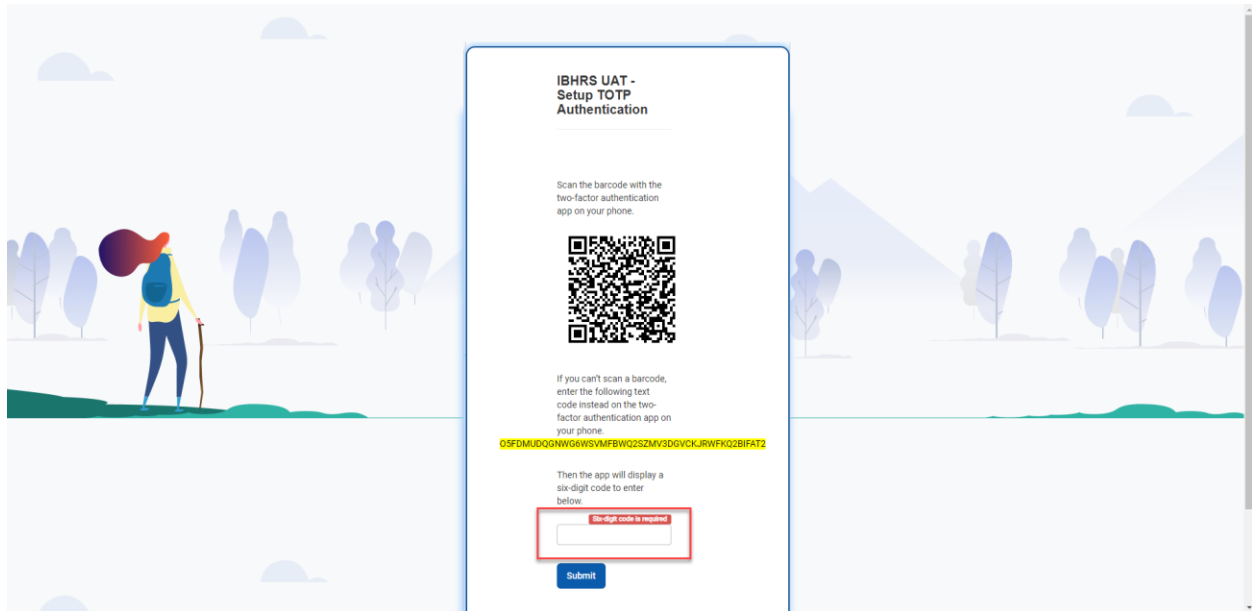 IBHRS UAT -
Setup TOTP
Authentication
Scan the barcode with the
two-factor authentication
app on your phone.
If you can't scan a barcode,
enter the following text
code instead on the two-
factor authentication app on
your phone.
O5FDMUDQGNWG6WSVMFBWQ2SZMV3DGVCKJRWFKQ2BIFAT2
Then the app will display a
six-digit code to enter
below.
Six-digit code is required
Submit